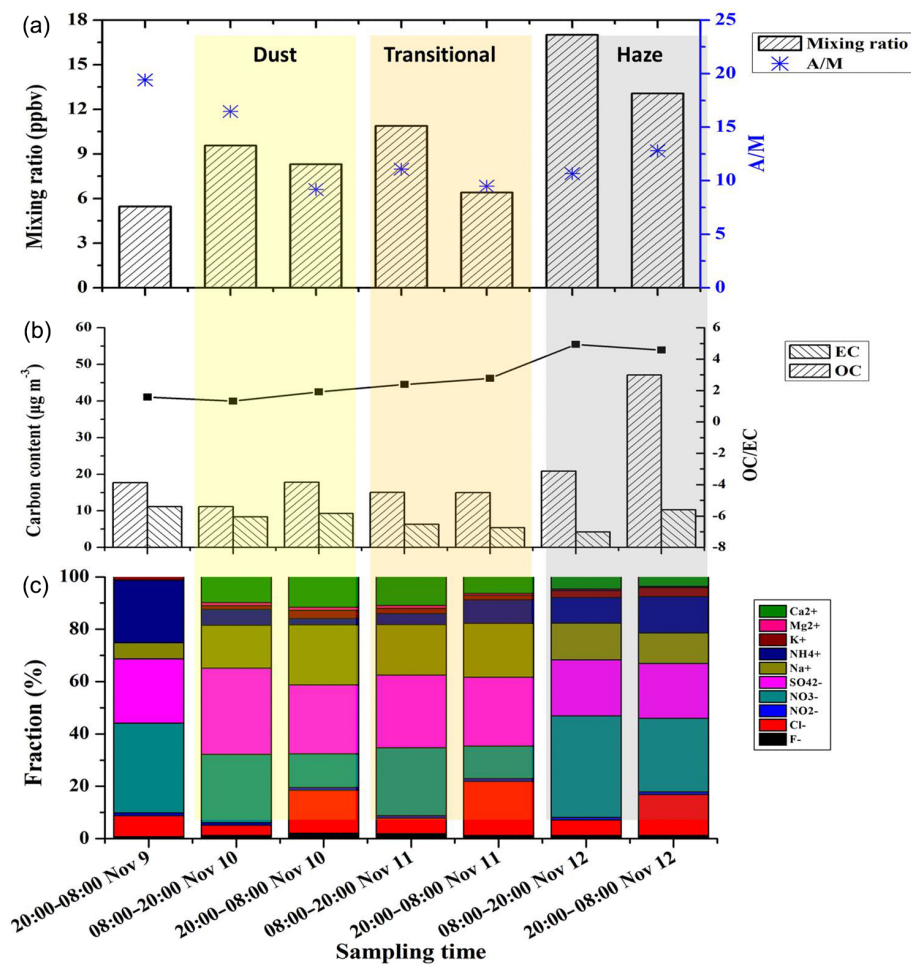 (a)
Mixing ratio (ppbv)
18
15
12
9
6
3
0
Dust
Transitional
Haze
25
20
15
10
5
0
A/M
Mixing ratio
A/M
(b)
Carbon content (μg m-3)
60
50
40
30
20
10
0
6
4
2
0
-2
-4
-6
-8
OC/EC
EC
OC
(c)
Fraction (%)
100
80
60
40
20
0
Ca2+
Mg2+
K+
NH4+
Na+
SO42-
NO3-
NO2-
Cl-
F-
20:00–08:00 Nov 9
08:00–20:00 Nov 10
20:00–08:00 Nov 10
08:00–20:00 Nov 11
20:00–08:00 Nov 11
08:00–20:00 Nov 12
20:00–08:00 Nov 12
Sampling time